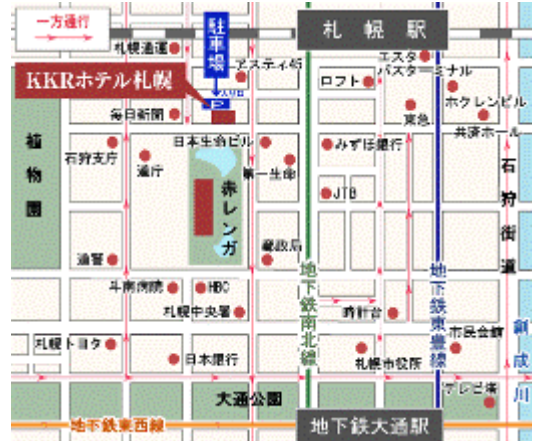 一方通行
札幌駅
駐車場
札幌通運
アスティ45
エスタ
バスターミナル
ロフト
KKRホテル札幌
ホクレンビル
毎日新聞
東急
共済ホール
植物園
石狩支庁
道庁
日本生命ビル
第一生命
みずほ銀行
石狩街道
赤レンガ
JTB
道警
郵政局
地下鉄南北線
地下鉄東豊線
斗南病院
HBC
札幌中央署
時計台
創成川
札幌トヨタ
日本銀行
札幌市役所
市民会館
大通公園
テレビ塔
地下鉄東西線
地下鉄大通駅